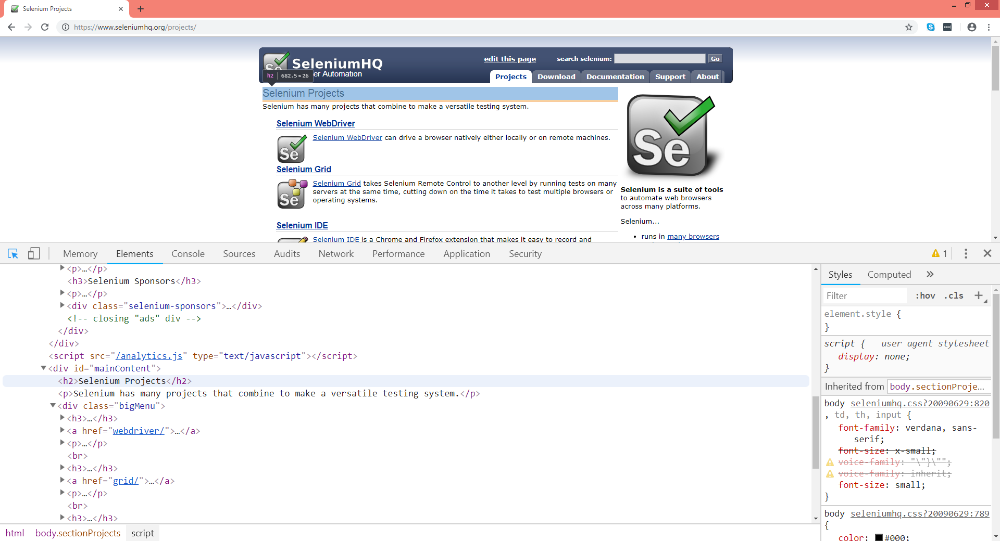 Selenium Projects
https://www.seleniumhq.org/projects/
SeleniumHQ
edit this page
search selenium:
Go
h2 682.5 × 26
er Automation
Projects
Download
Documentation
Support
About
Selenium Projects
Selenium has many projects that combine to make a versatile testing system.
Selenium WebDriver
Se
Selenium WebDriver can drive a browser natively either locally or on remote machines.
Selenium Grid
Se
Selenium Grid takes Selenium Remote Control to another level by running tests on many
servers at the same time, cutting down on the time it takes to test multiple browsers or
operating systems.
Selenium IDE
Selenium IDE is a Chrome and Firefox extension that makes it easy to record and
Se
Selenium is a suite of tools
to automate web browsers
across many platforms.
Selenium...
• runs in many browsers
Memory
Elements
Console
Sources
Audits
Network
Performance
Application
Security
1
<p>…</p>
<h3>Selenium Sponsors</h3>
<p>…</p>
<div class="selenium-sponsors">…</div>
<!-- closing "ads" div -->
</div>
</div>
<script src="/analytics.js" type="text/javascript"></script>
<div id="mainContent">
<h2>Selenium Projects</h2>
<p>Selenium has many projects that combine to make a versatile testing system.</p>
<div class="bigMenu">
<h3>…</h3>
<a href="webdriver/">…</a>
<p>…</p>
<br>
<h3>…</h3>
<a href="grid/">…</a>
<p>…</p>
<br>
<h3>…</h3>
html
body.sectionProjects
script
Styles
Computed
»
Filter
:hov
.cls
+
element.style {
}
script { user agent stylesheet
display: none;
}
Inherited from body.sectionProje…
body seleniumhq.css?20090629:820
, td, th, input {
font-family: verdana, sans-
serif;
font-size: x-small;
voice-family: "\"}\"";
voice-family: inherit;
font-size: small;
}
body seleniumhq.css?20090629:789
{
color: #000;